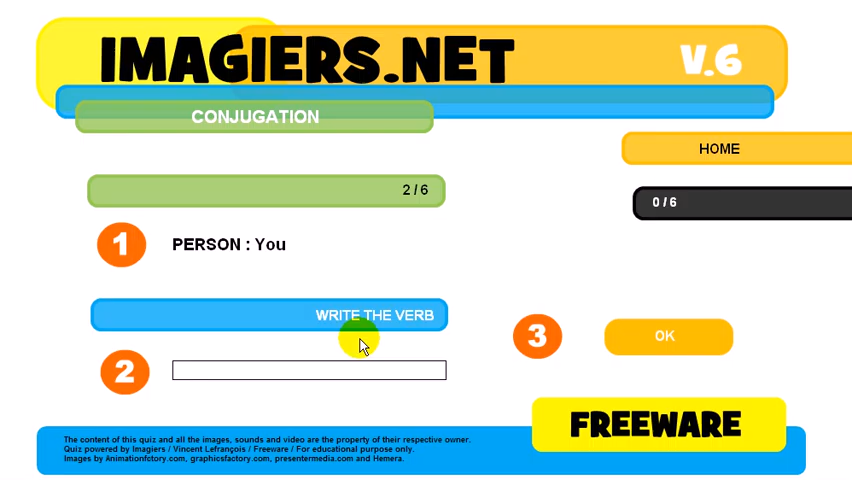 IMAGIERS.NET
V.6
CONJUGATION
HOME
2 / 6
0 / 6
1
PERSON : You
WRITE THE VERB
3
OK
2
FREEWARE
The content of this quiz and all the images, sounds and video are the property of their respective owner.
Quiz powered by Imagiers / Vincent Lefrançois / Freeware / For educational purpose only.
Images by Animationfotory.com, graphicsfactory.com, presentermedia.com and Hemera.